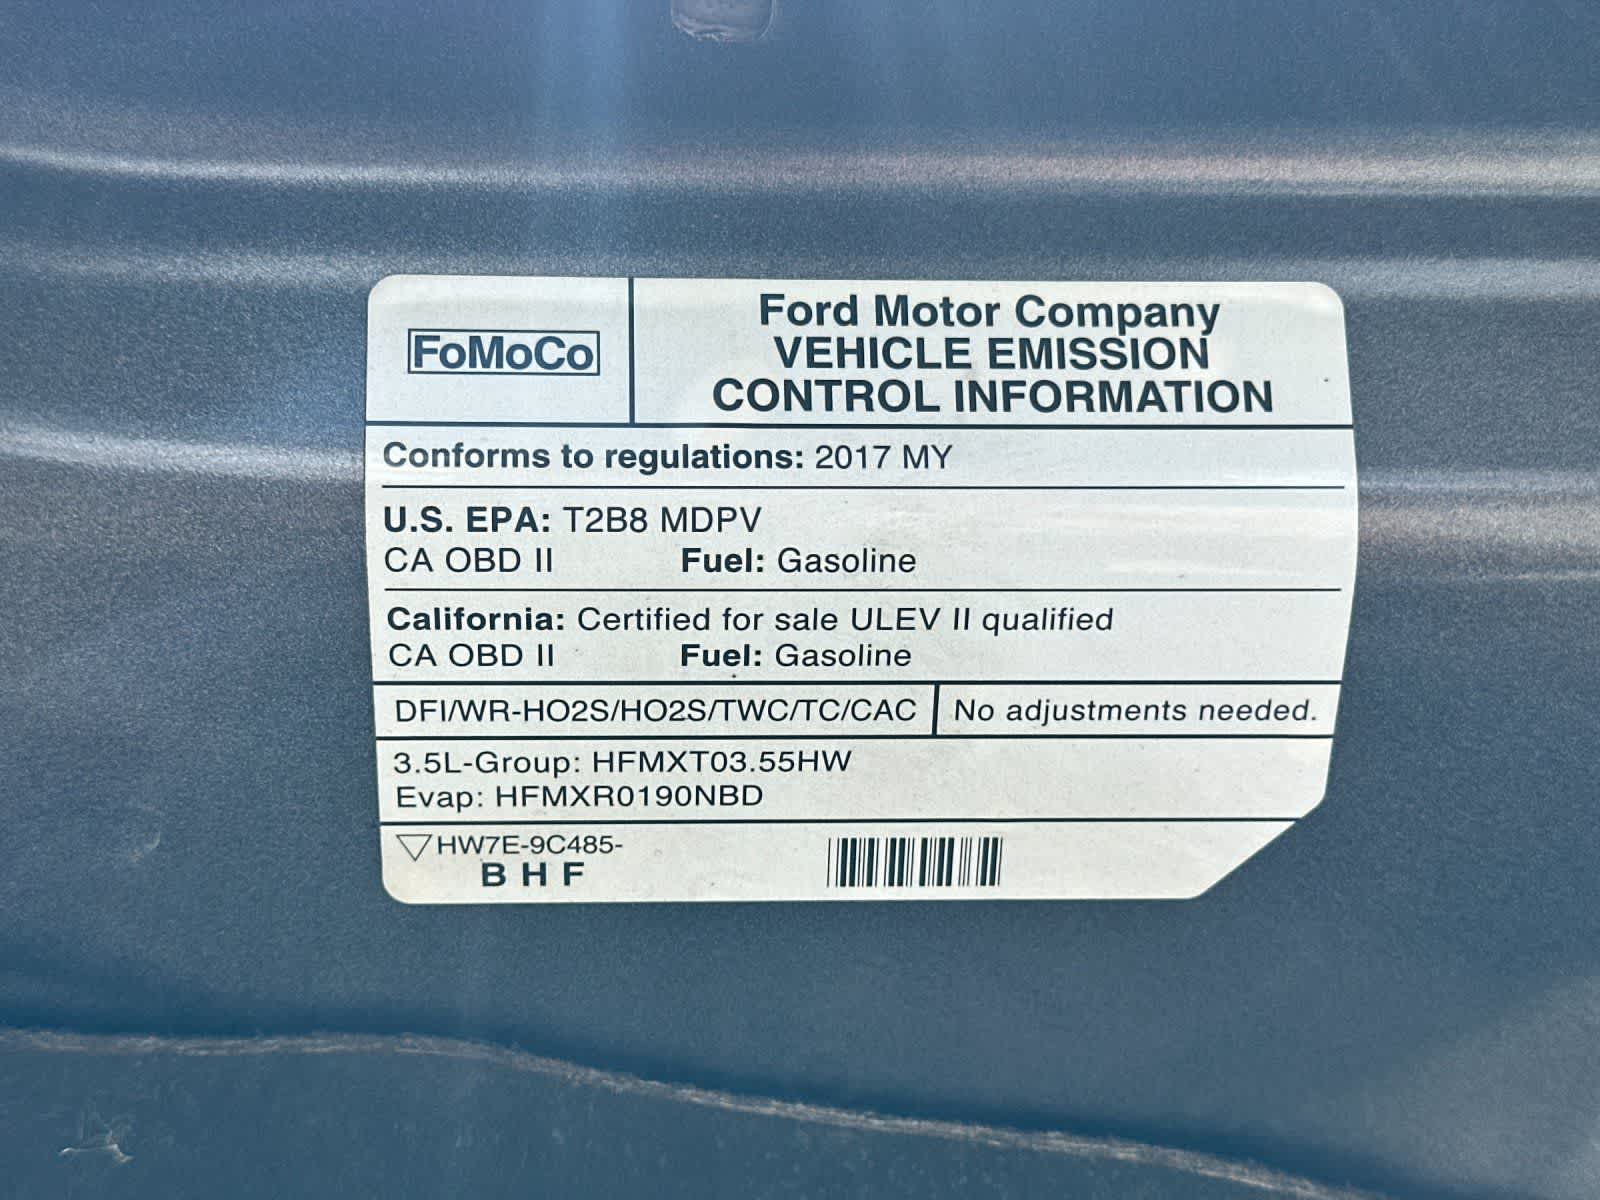 FoMoCo
Ford Motor Company
VEHICLE EMISSION
CONTROL INFORMATION
Conforms to regulations: 2017 MY
U.S. EPA: T2B8 MDPV
CA OBD II Fuel: Gasoline
California: Certified for sale ULEV II qualified
CA OBD II Fuel: Gasoline
DFI/WR-HO2S/HO2S/TWC/TC/CAC
No adjustments needed.
3.5L-Group: HFMXT03.55HW
Evap: HFMXR0190NBD
HW7E-9C485-
B H F